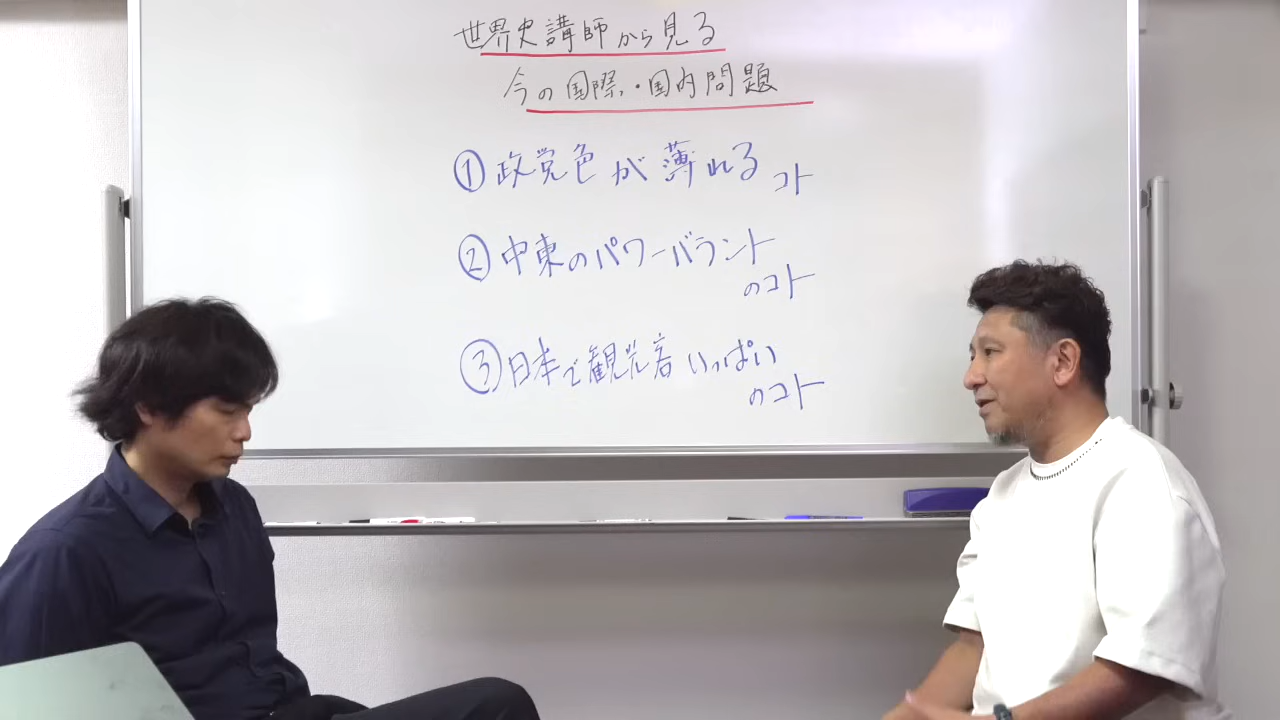 世界史講師から見る
今の国際・国内問題
①政党色が薄れるコト
②中東のパワーバランド
のコト
③日本で観光客いっぱい
のコト